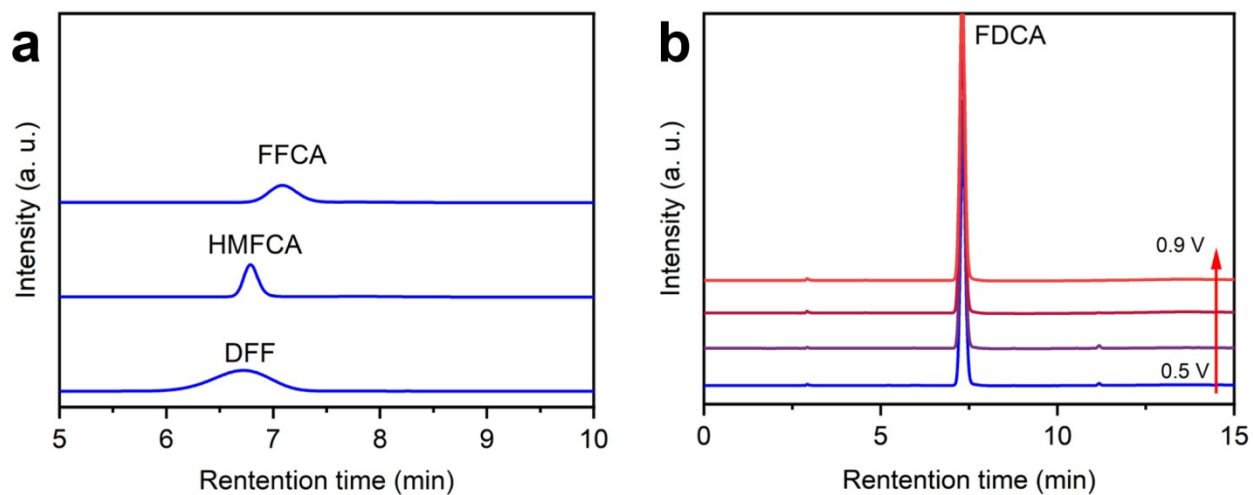 a
Intensity (a. u.)
FFCA
HMFCA
DFF
5 6 7 8 9 10
Rentention time (min)
b
Intensity (a. u.)
FDCA
0.9 V
0.5 V
0 5 10 15
Rentention time (min)